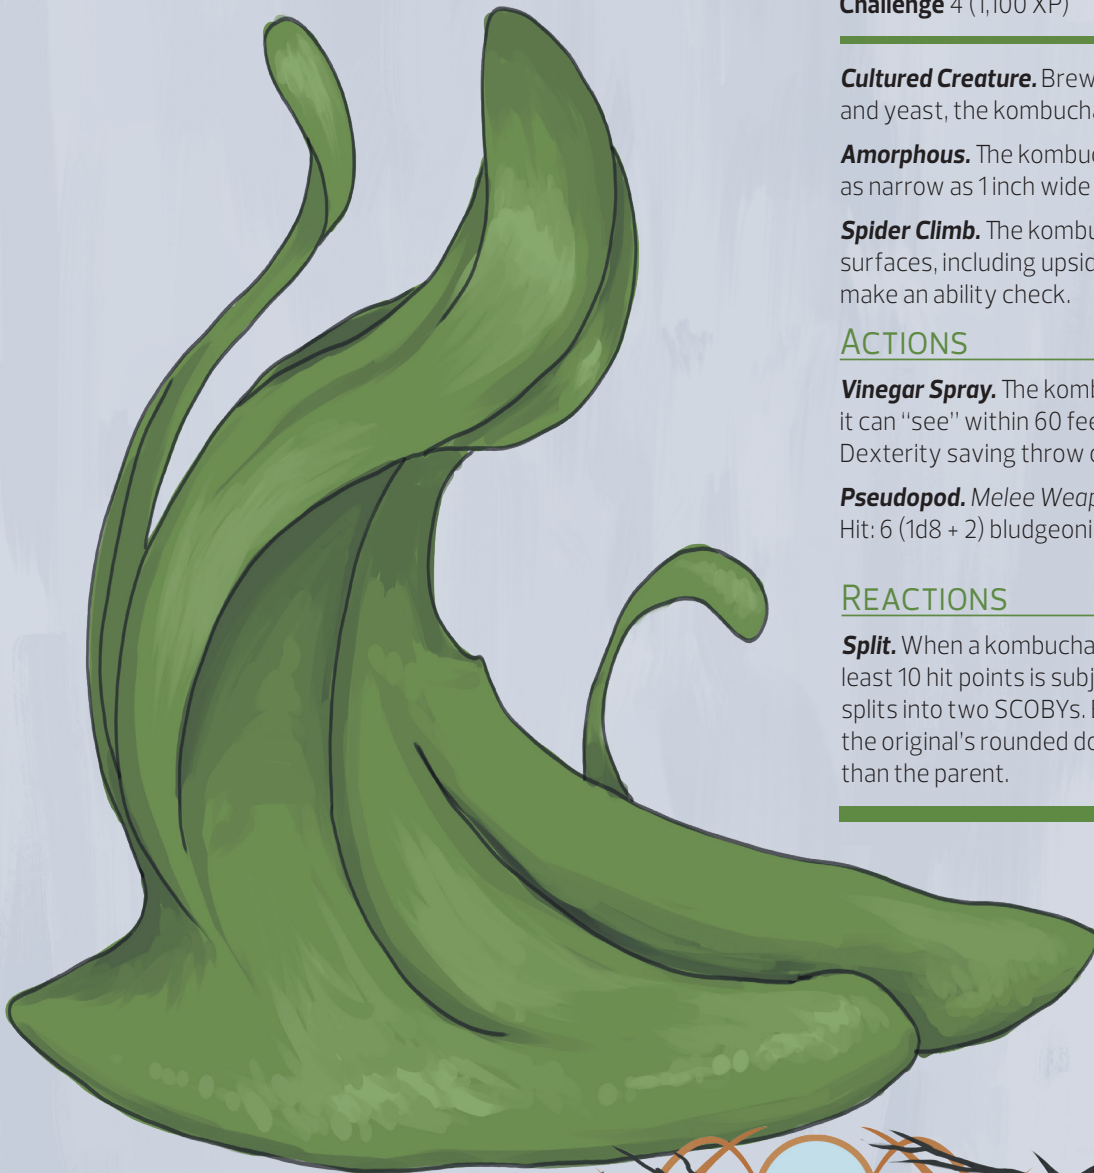 Challenge 4 (1,100 XP)
Cultured Creature. Brew
and yeast, the kombucha
Amorphous. The kombuc
as narrow as 1 inch wide
Spider Climb. The kombu
surfaces, including upsid
make an ability check.
ACTIONS
Vinegar Spray. The komb
it can "see" within 60 fee
Dexterity saving throw
Pseudopod. Melee Weap
Hit: 6 (1d8 + 2) bludgeoni
REACTIONS
Split. When a kombucha
least 10 hit points is subj
splits into two SCOBYs.
the original's rounded do
than the parent.